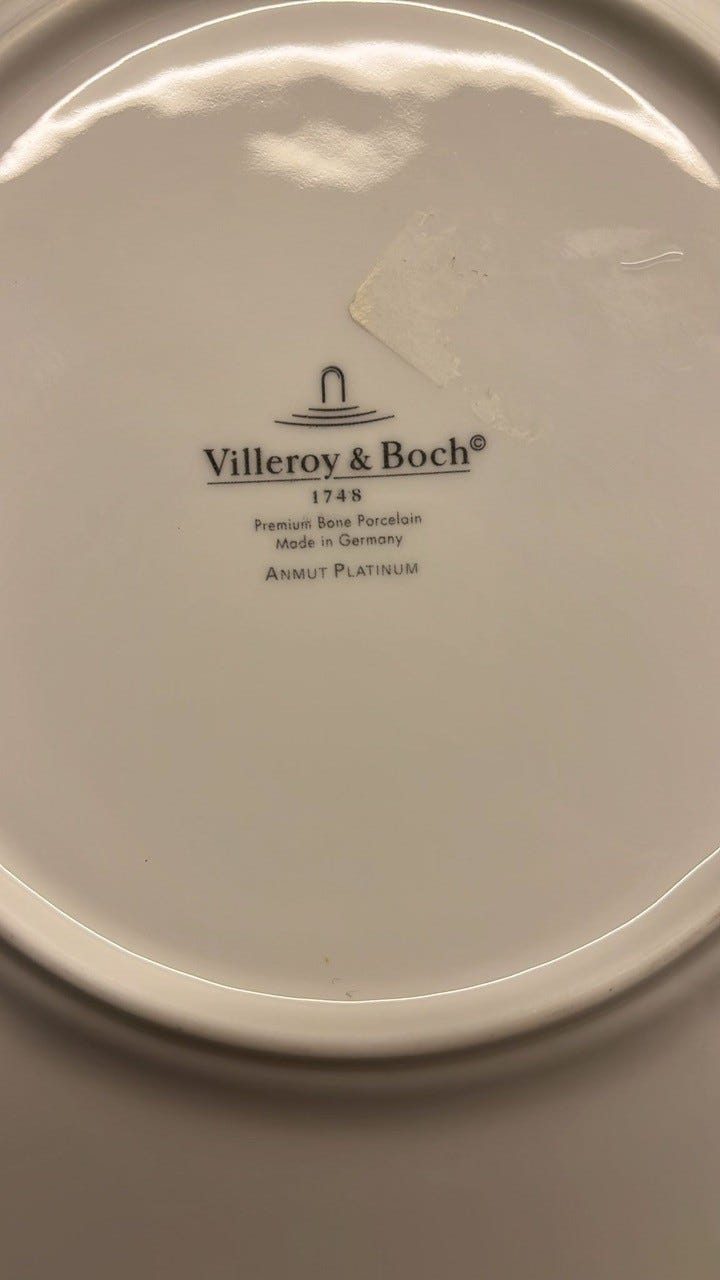 Villeroy & Boch©
1748
Premium Bone Porcelain
Made in Germany
ANMUT PLATINUM